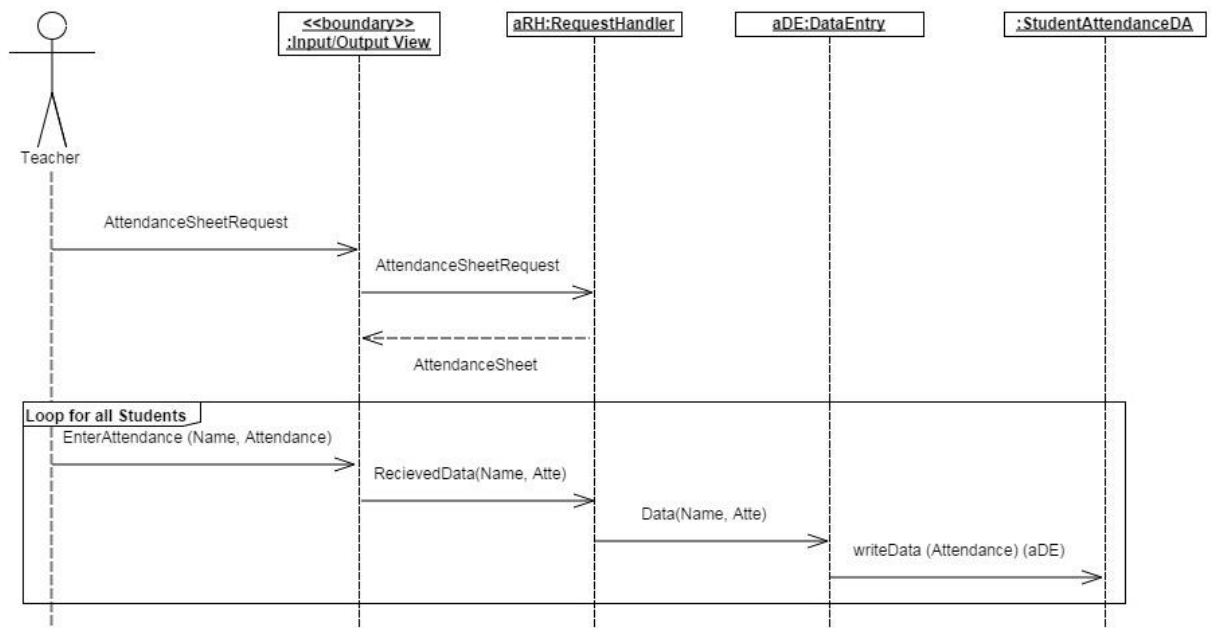 <<boundary>>
:Input/Output View
aRH:RequestHandler
aDE:DataEntry
:StudentAttendanceDA
Teacher
AttendanceSheetRequest
AttendanceSheetRequest
AttendanceSheet
Loop for all Students
EnterAttendance (Name, Attendance)
RecievedData(Name, Atte)
Data(Name, Atte)
writeData (Attendance) (aDE)